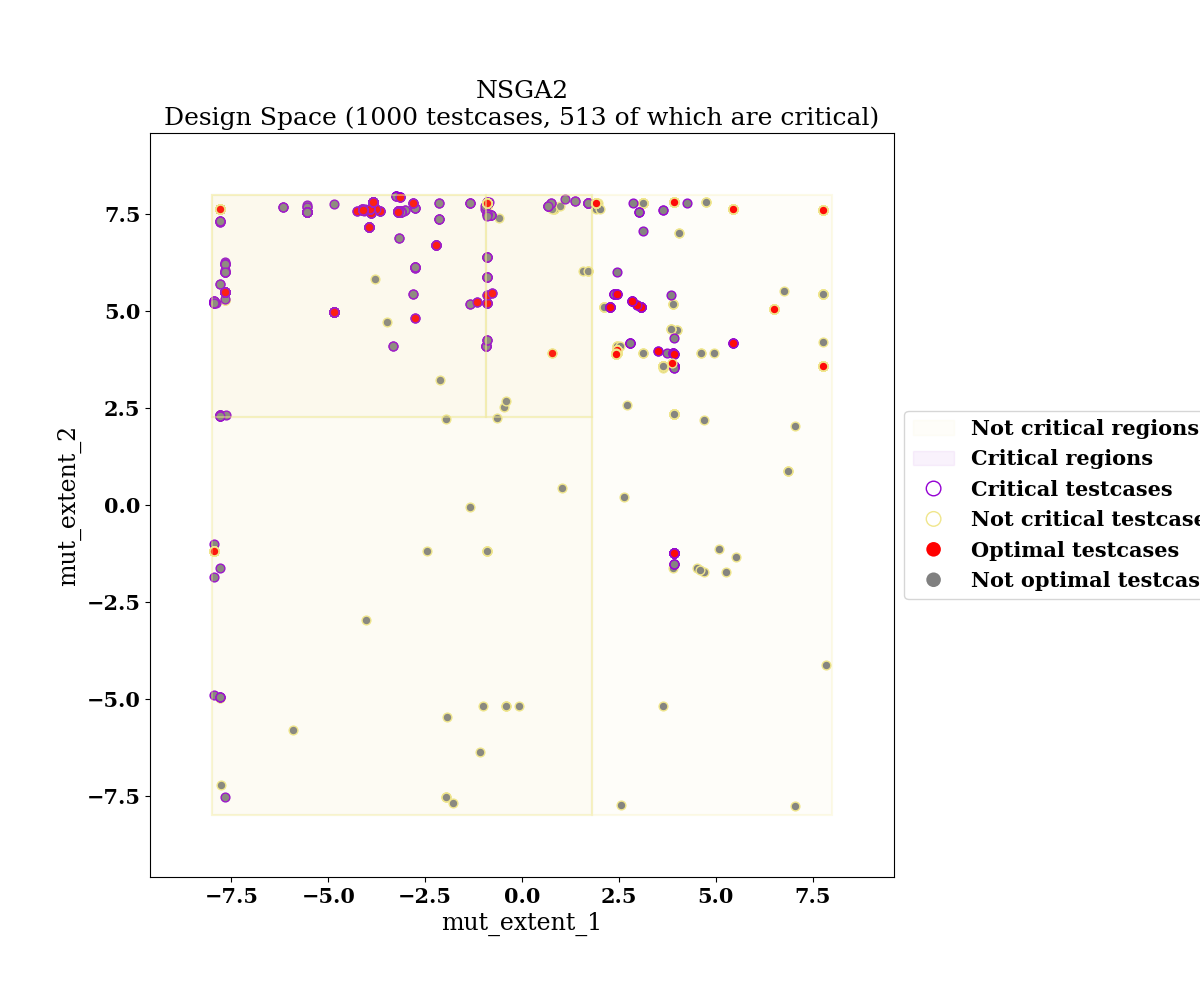 NSGA2
Design Space (1000 testcases, 513 of which are critical)
7.5
5.0
2.5
0.0
−2.5
−5.0
−7.5
mut_extent_2
−7.5
−5.0
−2.5
0.0
2.5
5.0
7.5
mut_extent_1
Not critical regions
Critical regions
Critical testcases
Not critical testcase
Optimal testcases
Not optimal testcas